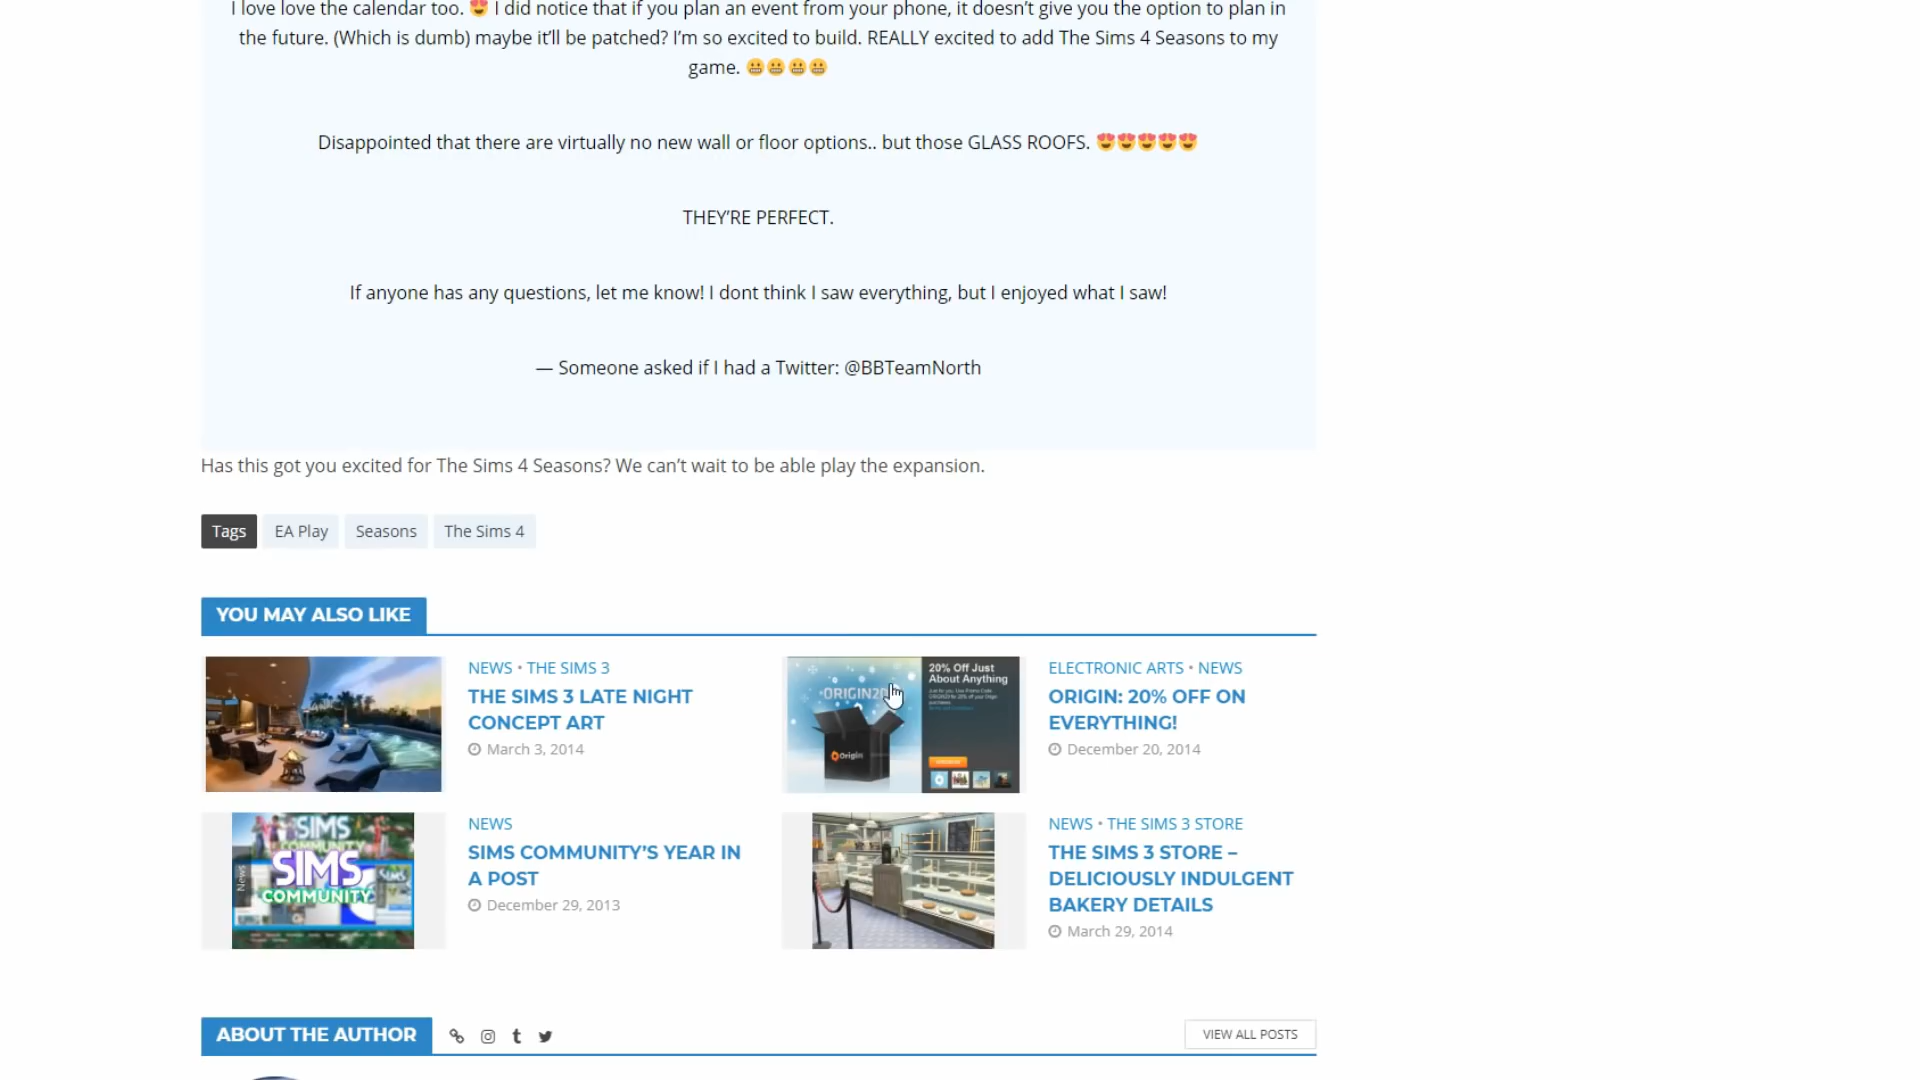 I love love the calendar too. 😍 I did notice that if you plan an event from your phone, it doesn’t give you the option to plan in
the future. (Which is dumb) maybe it’ll be patched? I’m so excited to build. REALLY excited to add The Sims 4 Seasons to my
game. 😬😬😬😬
Disappointed that there are virtually no new wall or floor options.. but those GLASS ROOFS. 😍😍😍😍😍
THEY’RE PERFECT.
If anyone has any questions, let me know! I dont think I saw everything, but I enjoyed what I saw!
— Someone asked if I had a Twitter: @BBTeamNorth
Has this got you excited for The Sims 4 Seasons? We can’t wait to be able play the expansion.
Tags EA Play Seasons The Sims 4
YOU MAY ALSO LIKE
NEWS • THE SIMS 3
THE SIMS 3 LATE NIGHT
CONCEPT ART
March 3, 2014
ORIGIN20
Origin
20% Off Just
About Anything
ELECTRONIC ARTS • NEWS
ORIGIN: 20% OFF ON
EVERYTHING!
December 20, 2014
SIMS
COMMUNITY
SIMS
COMMUNITY
News
SIMS
NEWS
SIMS COMMUNITY’S YEAR IN
A POST
December 29, 2013
NEWS • THE SIMS 3 STORE
THE SIMS 3 STORE –
DELICIOUSLY INDULGENT
BAKERY DETAILS
March 29, 2014
ABOUT THE AUTHOR
VIEW ALL POSTS